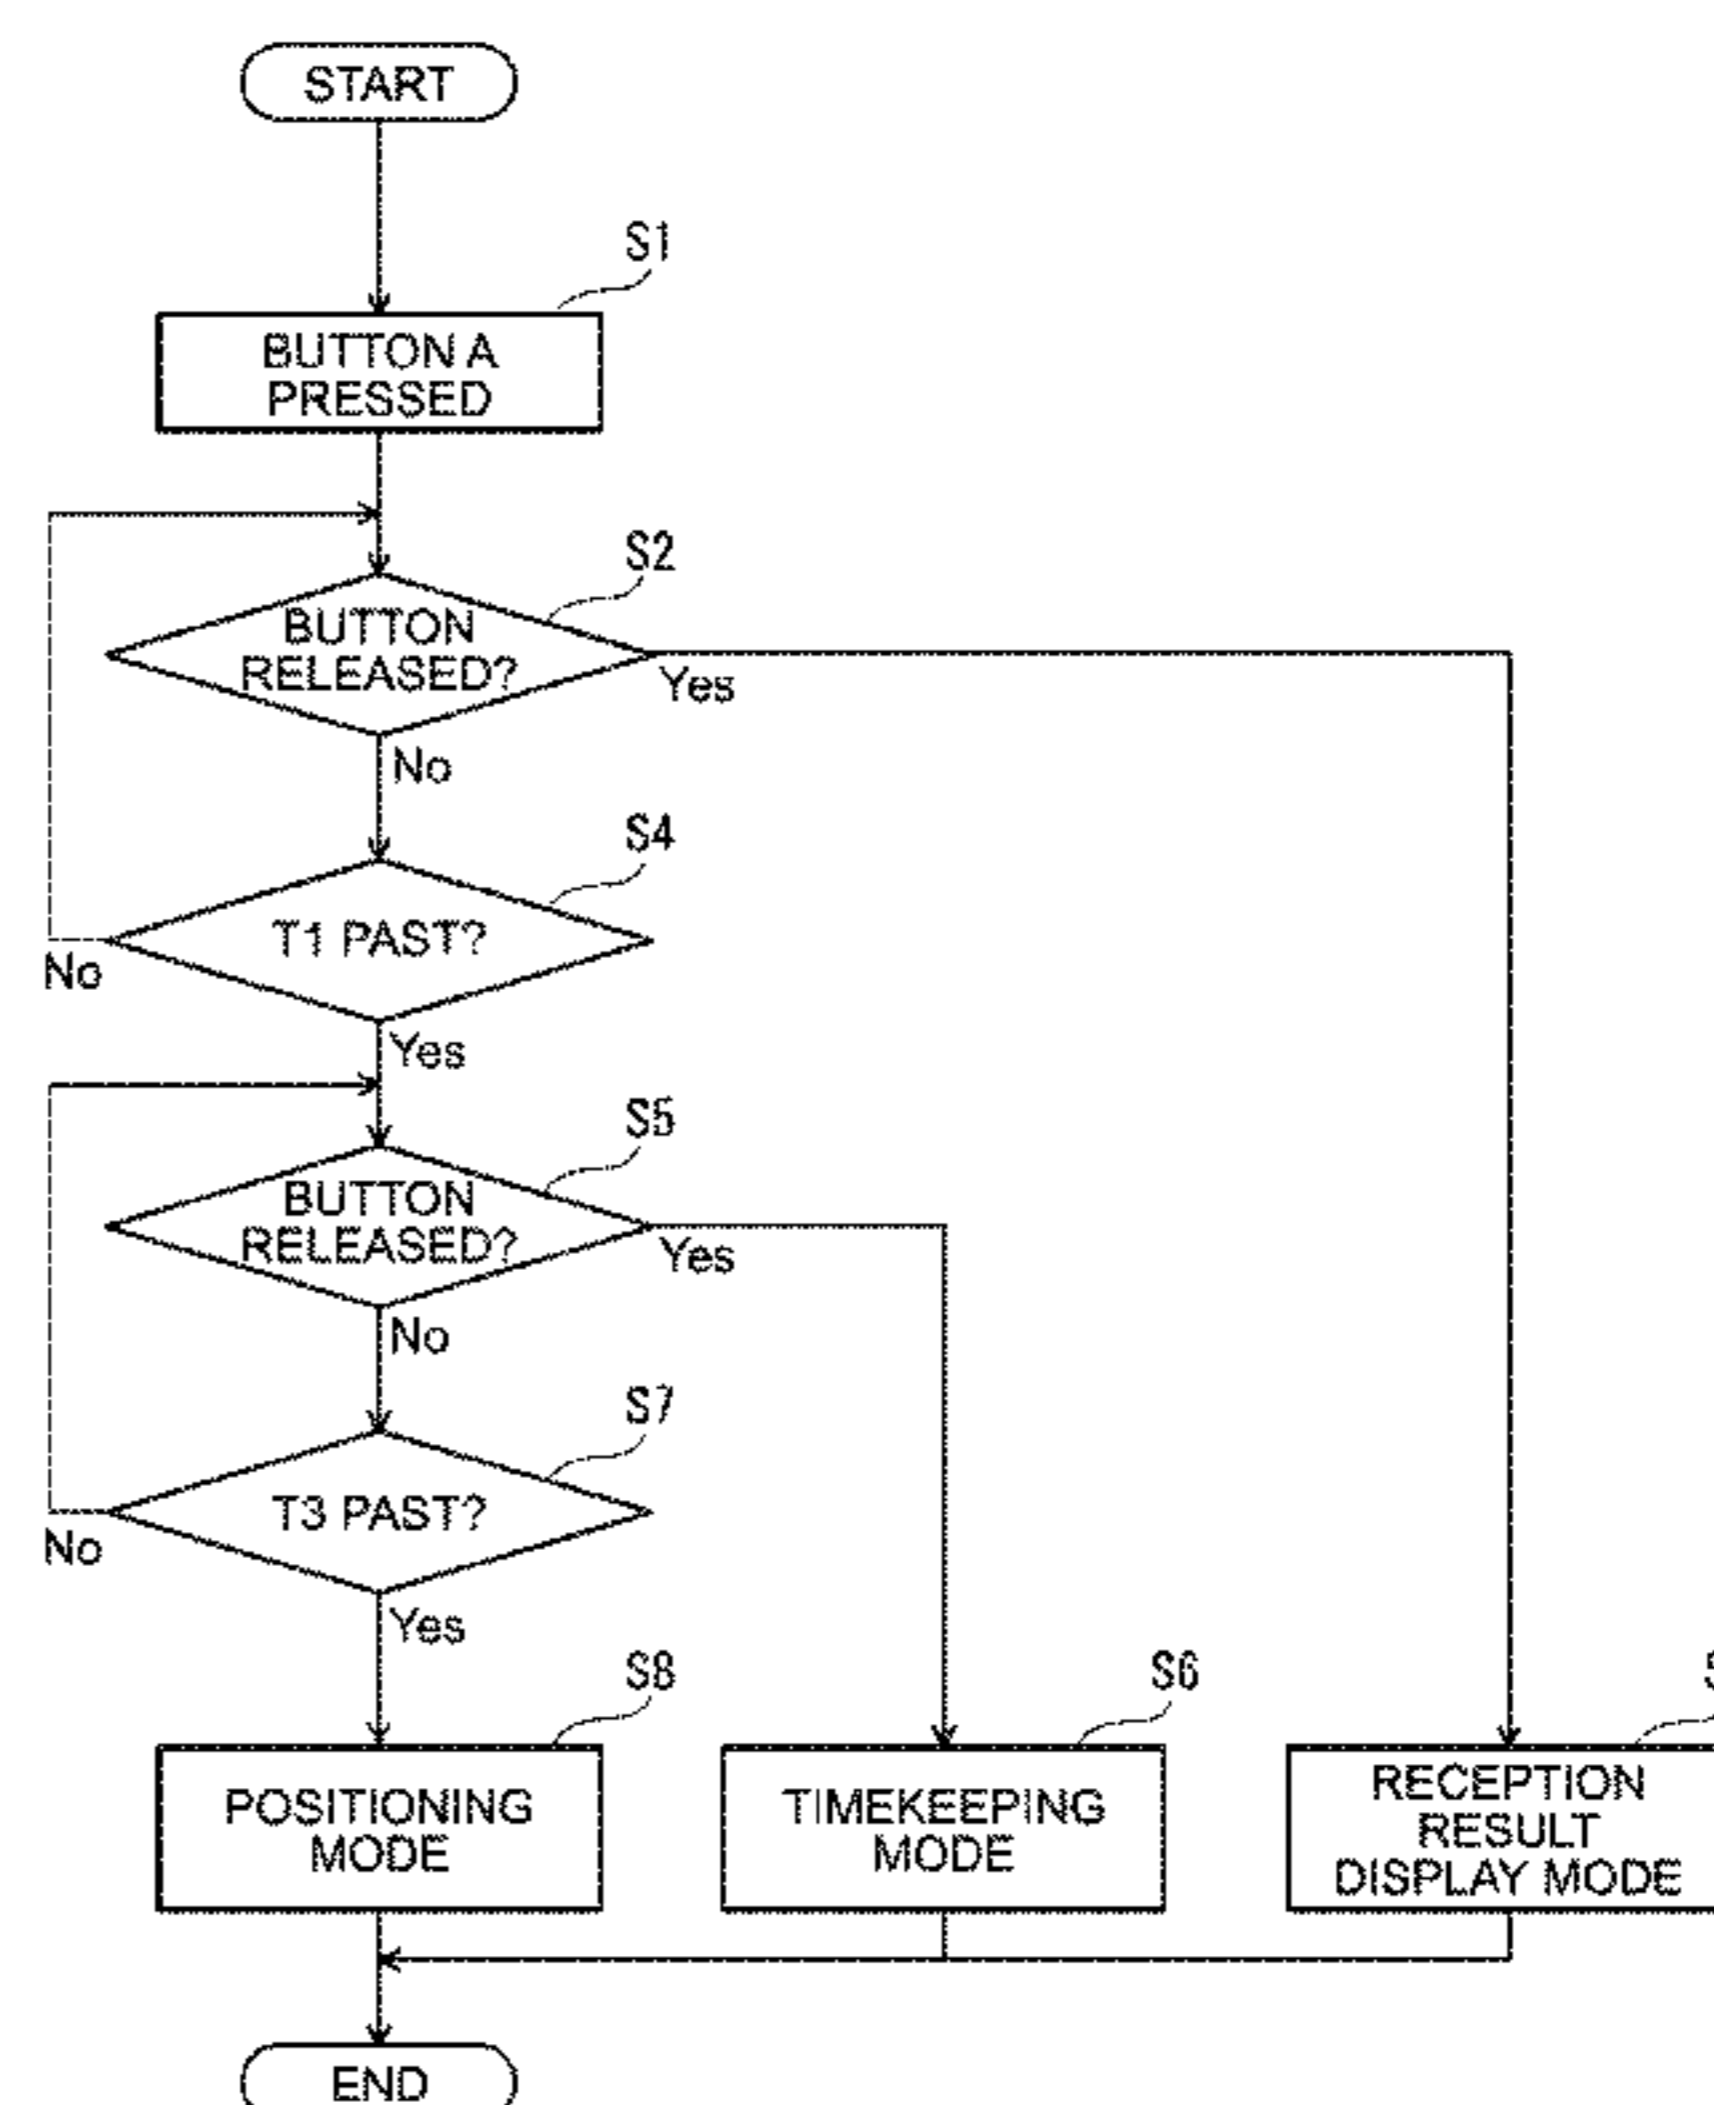 START
S1
BUTTON A
PRESSED
S2
BUTTON
RELEASED?
Yes
No
S4
T1 PAST?
No
Yes
S5
BUTTON
RELEASED?
Yes
No
S7
T3 PAST?
No
Yes
S8
S6
POSITIONING
MODE
TIMEKEEPING
MODE
RECEPTION
RESULT
DISPLAY MODE
END